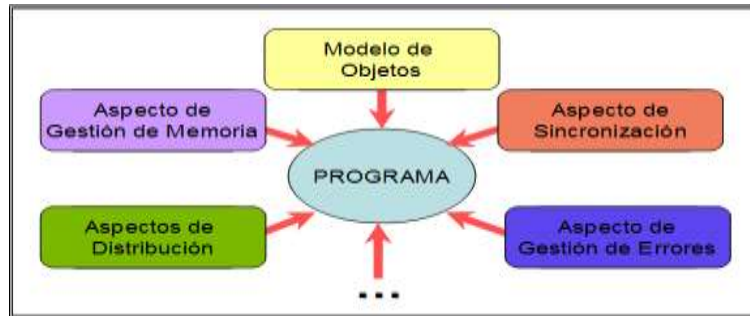 Modelo de
Objetos
Aspecto de
Gestión de Memoria
Aspecto de
Sincronización
PROGRAMA
Aspectos de
Distribución
Aspecto de
Gestión de Errores
...